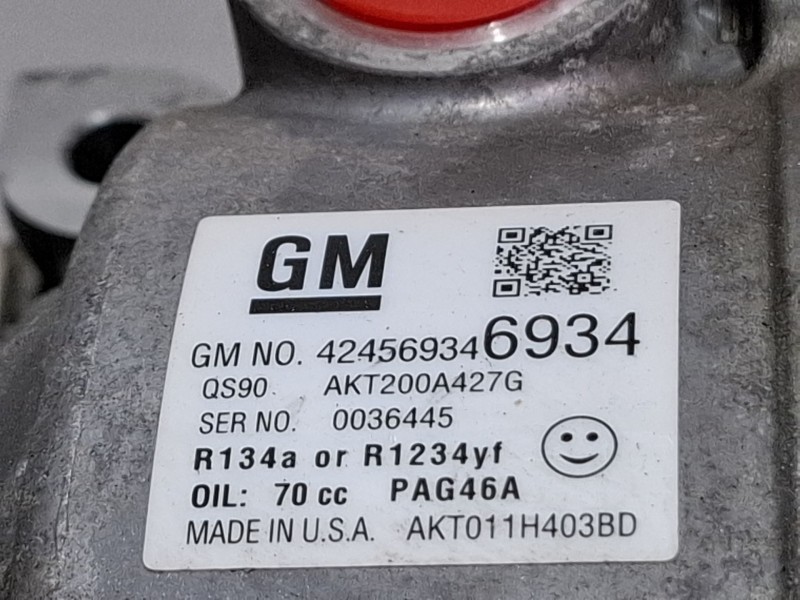 GM
GM NO. 42456934 6934
QS90 AKT200A427G
SER NO. 0036445
R134a or R1234yf
OIL: 70 cc PAG46A
MADE IN U.S.A. AKT011H403BD